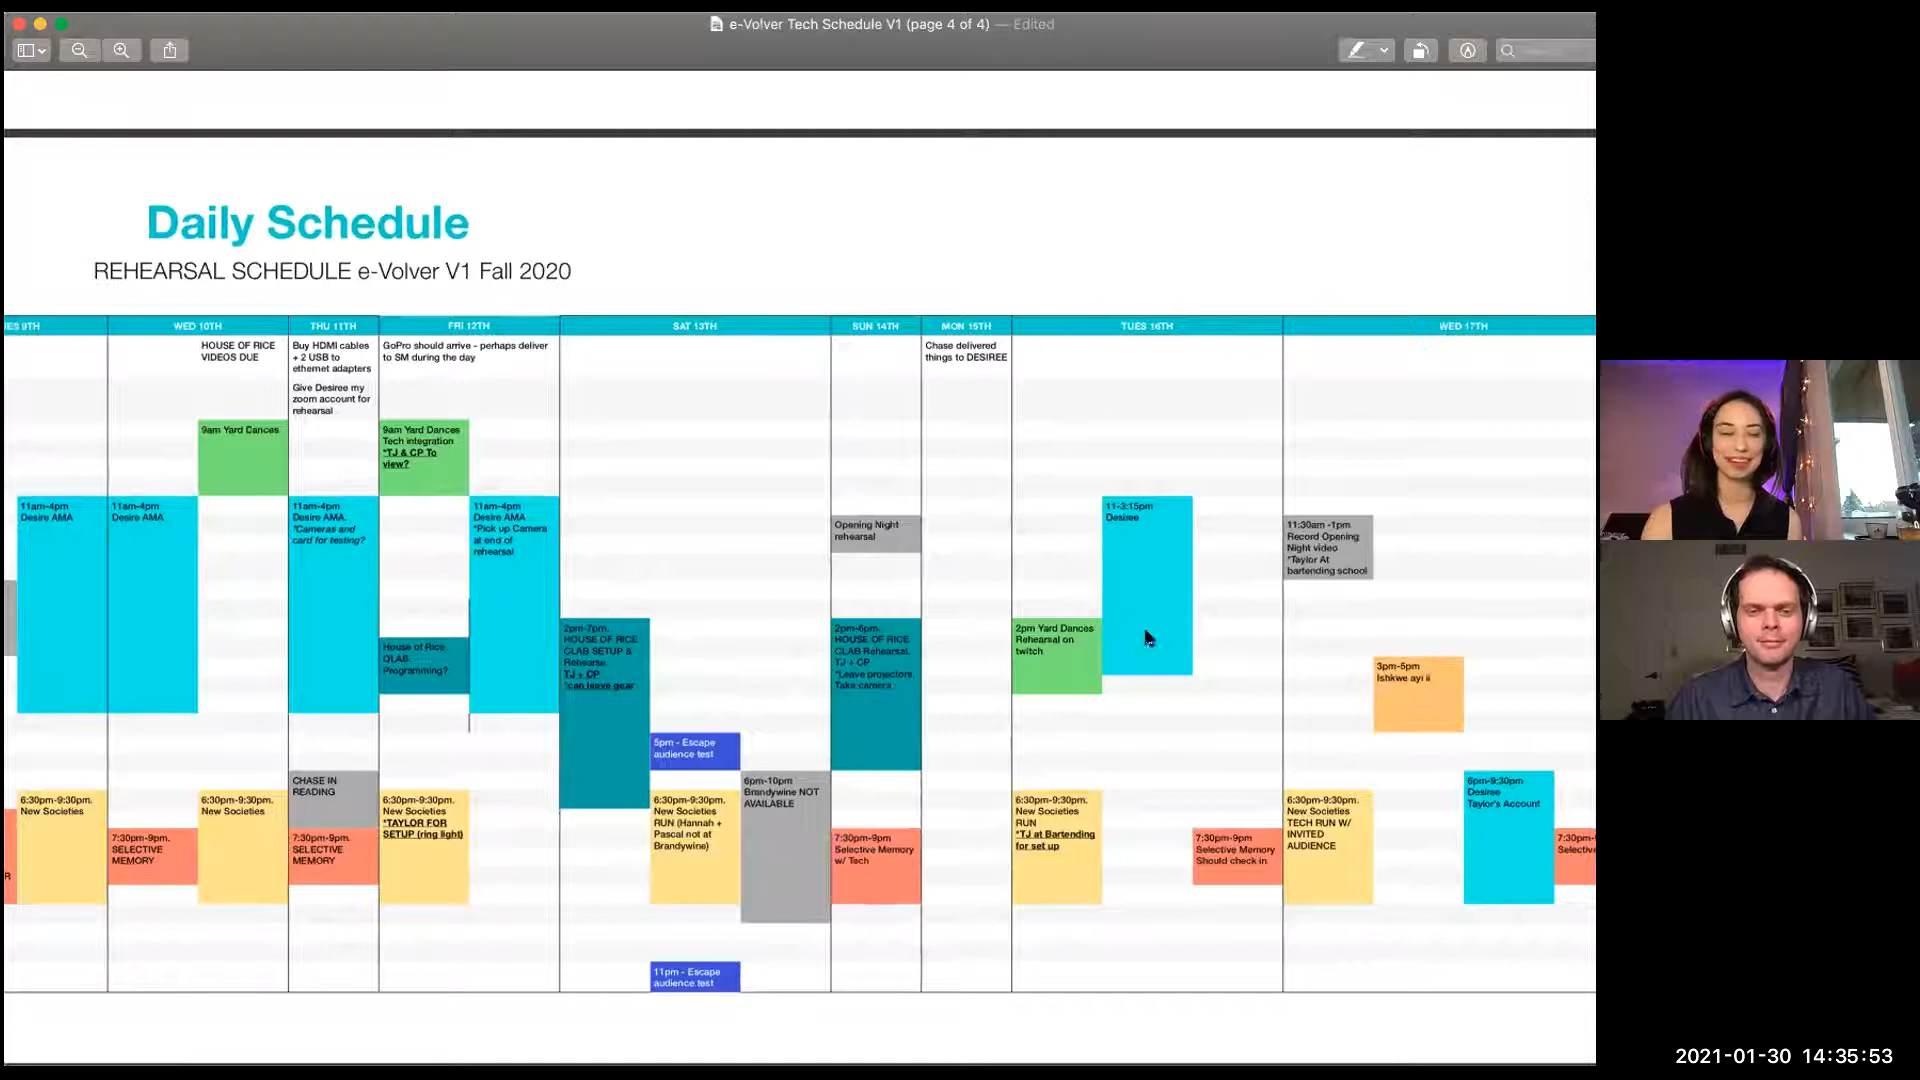 e-Volver Tech Schedule V1 (page 4 of 4) — Edited
Daily Schedule
REHEARSAL SCHEDULE e-Volver V1 Fall 2020
ES 9TH
WED 10TH
THU 11TH
FRI 12TH
SAT 13TH
SUN 14TH
MON 15TH
TUES 16TH
WED 17TH
HOUSE OF RICE
VIDEOS DUE
Buy HDMI cables
+ 2 USB to
ethernet adapters
Give Desiree my
zoom account for
rehearsal
GoPro should arrive - perhaps deliver
to SM during the day
Chase delivered
things to DESIREE
9am Yard Dances
9am Yard Dances
Tech integration
*TJ & CP To
view?
11am-4pm
Desire AMA
11am-4pm
Desire AMA
11am-4pm
Desire AMA.
*Cameras and
card for testing?
11am-4pm
Desire AMA
*Pick up Camera
at end of
rehearsal
Opening Night
rehearsal
11-3:15pm
Desiree
11:30am -1pm
Record Opening
Night video
*Taylor At
bartending school
House of Rice
QLAB
Programming?
2pm-7pm.
HOUSE OF RICE
CLAB SETUP &
Rehearse.
TJ + CP
*can leave gear
2pm-6pm.
HOUSE OF RICE
CLAB Rehearsal.
TJ + CP
*Leave projectors.
Take camera
2pm Yard Dances
Rehearsal on
twitch
3pm-5pm
Ishkwe ayi ii
5pm - Escape
audience test
CHASE IN
READING
6pm-10pm
Brandywine NOT
AVAILABLE
6pm-9:30pm
Desiree
Taylor's Account
R
6:30pm-9:30pm.
New Societies
7:30pm-9pm.
SELECTIVE
MEMORY
6:30pm-9:30pm.
New Societies
7:30pm-9pm.
SELECTIVE
MEMORY
6:30pm-9:30pm.
New Societies
*TAYLOR FOR
SETUP (ring light)
6:30pm-9:30pm.
New Societies
RUN (Hannah +
Pascal not at
Brandywine)
7:30pm-9pm
Selective Memory
w/ Tech
6:30pm-9:30pm.
New Societies
RUN
*TJ at Bartending
for set up
7:30pm-9pm
Selective Memory
Should check in
6:30pm-9:30pm.
New Societies
TECH RUN W/
INVITED
AUDIENCE
7:30pm-
Selective
11pm - Escape
audience test
2021-01-30 14:35:53